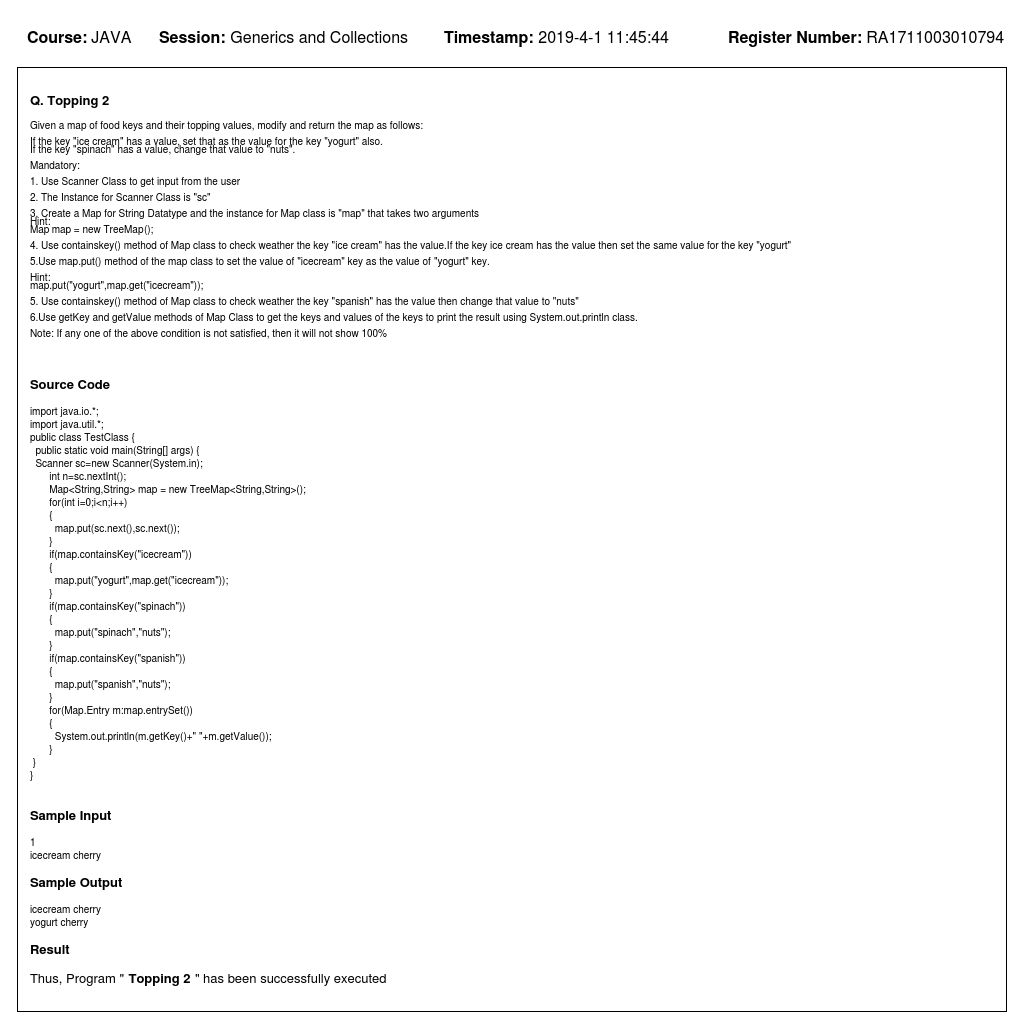 Course: JAVA Session: Generics and Collections Timestamp: 2019-4-1 11:45:44 Register Number: RA1711003010794
Q. Topping 2
Given a map of food keys and their topping values, modify and return the map as follows:
If the key "ice cream" has a value, set that as the value for the key "yogurt" also.
If the key "spinach" has a value, change that value to "nuts".
Mandatory:
1. Use Scanner Class to get input from the user
2. The Instance for Scanner Class is "sc"
3. Create a Map for String Datatype and the instance for Map class is "map" that takes two arguments
Hint:
Map map = new TreeMap();
4. Use containskey() method of Map class to check weather the key "ice cream" has the value.If the key ice cream has the value then set the same value for the key "yogurt"
5.Use map.put() method of the map class to set the value of "icecream" key as the value of "yogurt" key.
Hint:
map.put("yogurt",map.get("icecream"));
5. Use containskey() method of Map class to check weather the key "spanish" has the value then change that value to "nuts"
6.Use getKey and getValue methods of Map Class to get the keys and values of the keys to print the result using System.out.println class.
Note: If any one of the above condition is not satisfied, then it will not show 100%
Source Code
import java.io.*;
import java.util.*;
public class TestClass {
public static void main(String[] args) {
Scanner sc=new Scanner(System.in);
int n=sc.nextInt();
Map<String,String> map = new TreeMap<String,String>();
for(int i=0;i<n;i++)
{
map.put(sc.next(),sc.next());
}
if(map.containsKey("icecream"))
{
map.put("yogurt",map.get("icecream"));
}
if(map.containsKey("spinach"))
{
map.put("spinach","nuts");
}
if(map.containsKey("spanish"))
{
map.put("spanish","nuts");
}
for(Map.Entry m:map.entrySet())
{
System.out.println(m.getKey()+" "+m.getValue());
}
}
}
Sample Input
1
icecream cherry
Sample Output
icecream cherry
yogurt cherry
Result
Thus, Program " Topping 2 " has been successfully executed